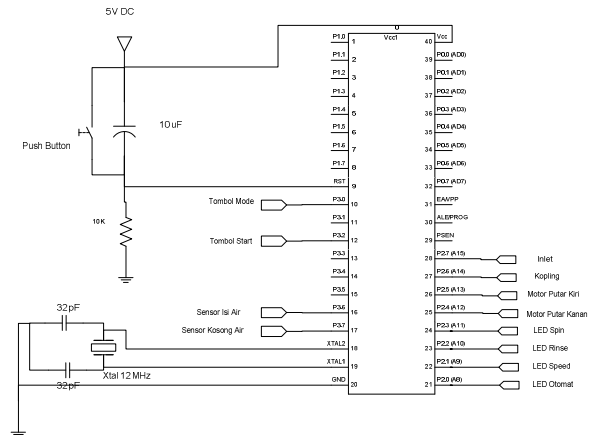 5V DC
Push Button
10uF
10K
32pF
32pF
Xtal 12 MHz
Tombol Mode
Tombol Start
Sensor Isi Air
Sensor Kosong Air
Vcc1
0
P1.0 1
P1.1 2
P1.2 3
P1.3 4
P1.4 5
P1.5 6
P1.6 7
P1.7 8
RST 9
P3.0 10
P3.1 11
P3.2 12
P3.3 13
P3.4 14
P3.5 15
P3.6 16
P3.7 17
XTAL2 18
XTAL1 19
GND 20
40 Vcc
39 P0.0 (AD0)
38 P0.1 (AD1)
37 P0.2 (AD2)
36 P0.3 (AD3)
35 P0.4 (AD4)
34 P0.5 (AD5)
33 P0.6 (AD6)
32 P0.7 (AD7)
31 EA/VPP
30 ALE/PROG
29 PSEN
28 P2.7 (A15) Inlet
27 P2.6 (A14) Kopling
26 P2.5 (A13) Motor Putar Kiri
25 P2.4 (A12) Motor Putar Kanan
24 P2.3 (A11) LED Spin
23 P2.2 (A10) LED Rinse
22 P2.1 (A9) LED Speed
21 P2.0 (A8) LED Otomat